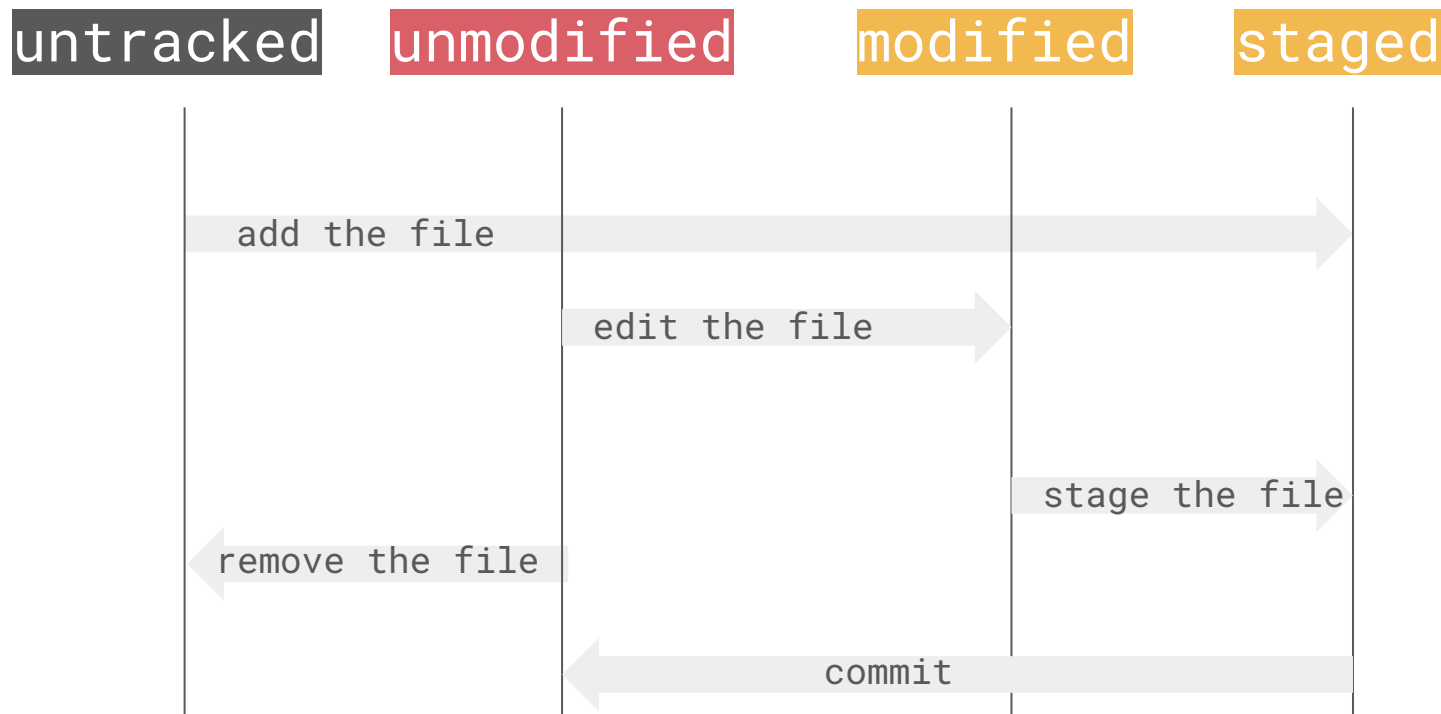 untracked unmodified modified staged
add the file
edit the file
stage the file
remove the file
commit